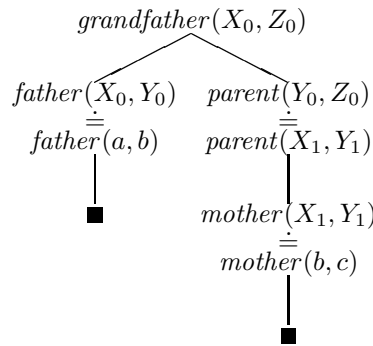 grandfather(X₀, Z₀)
father(X₀, Y₀) parent(Y₀, Z₀)
≐ ≐
father(a, b) parent(X₁, Y₁)
mother(X₁, Y₁)
≐
mother(b, c)